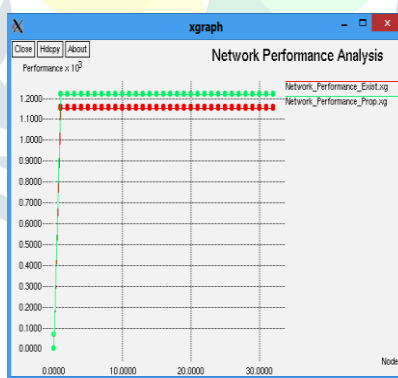 X xgraph
Close Hdcpy About
Network Performance Analysis
Performance x 10³
Network_Performance_Exist.xg
Network_Performance_Prop.xg
1.2000
1.1000
1.0000
0.9000
0.8000
0.7000
0.6000
0.5000
0.4000
0.3000
0.2000
0.1000
0.0000
Node
0.0000 10.0000 20.0000 30.0000